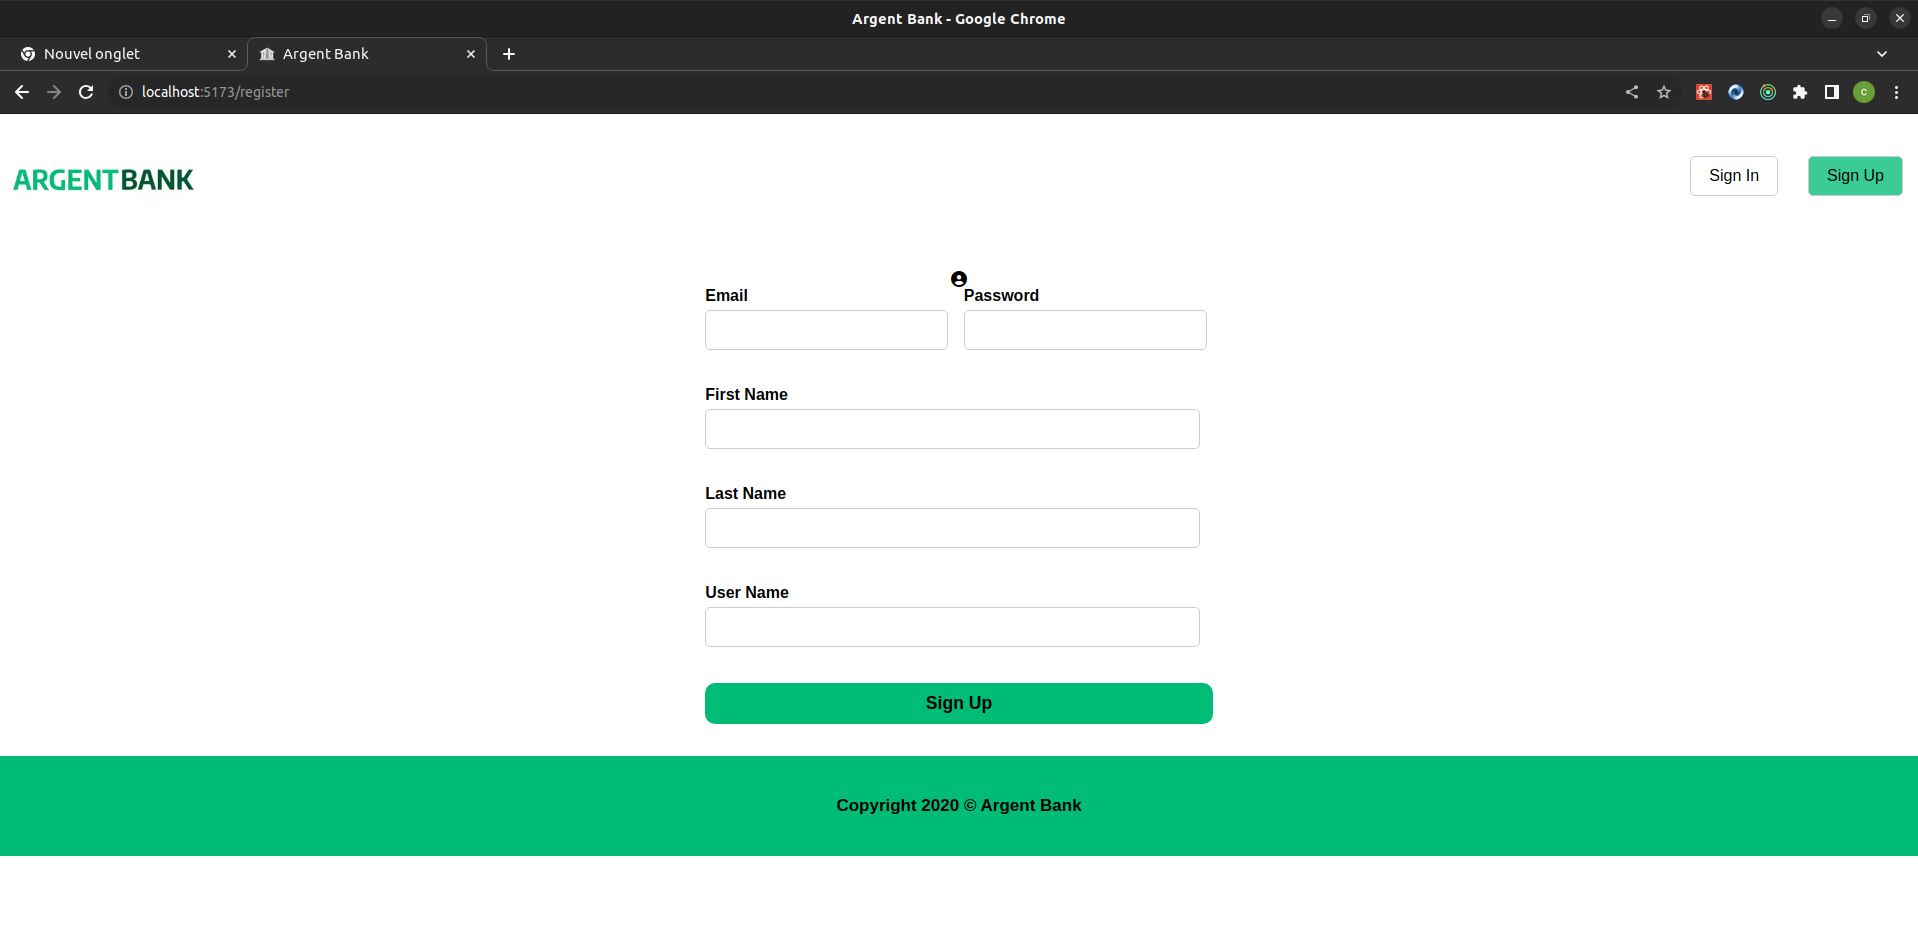 Argent Bank - Google Chrome
Nouvel onglet
Argent Bank
localhost:5173/register
C
ARGENTBANK
Sign In
Sign Up
Email
Password
First Name
Last Name
User Name
Sign Up
Copyright 2020 © Argent Bank